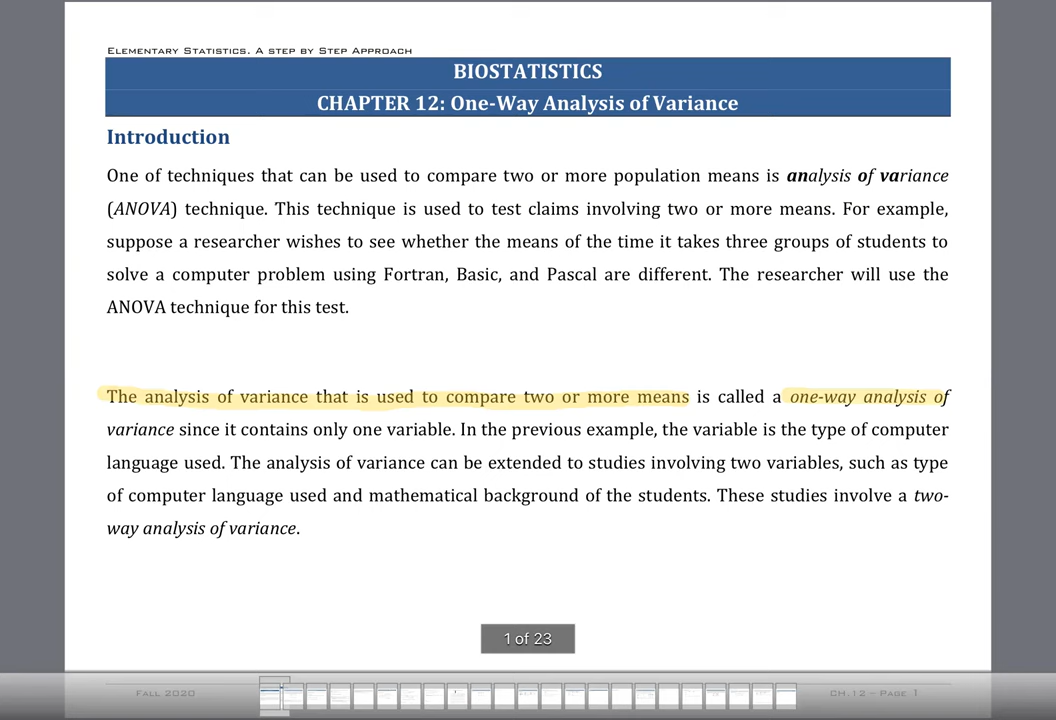 Elementary Statistics. A step by Step Approach
BIOSTATISTICS
CHAPTER 12: One-Way Analysis of Variance
Introduction
One of techniques that can be used to compare two or more population means is analysis of variance
(ANOVA) technique. This technique is used to test claims involving two or more means. For example,
suppose a researcher wishes to see whether the means of the time it takes three groups of students to
solve a computer problem using Fortran, Basic, and Pascal are different. The researcher will use the
ANOVA technique for this test.
The analysis of variance that is used to compare two or more means is called a one-way analysis of
variance since it contains only one variable. In the previous example, the variable is the type of computer
language used. The analysis of variance can be extended to studies involving two variables, such as type
of computer language used and mathematical background of the students. These studies involve a two-
way analysis of variance.
1 of 23
Fall 2020 CH.12 – Page 1